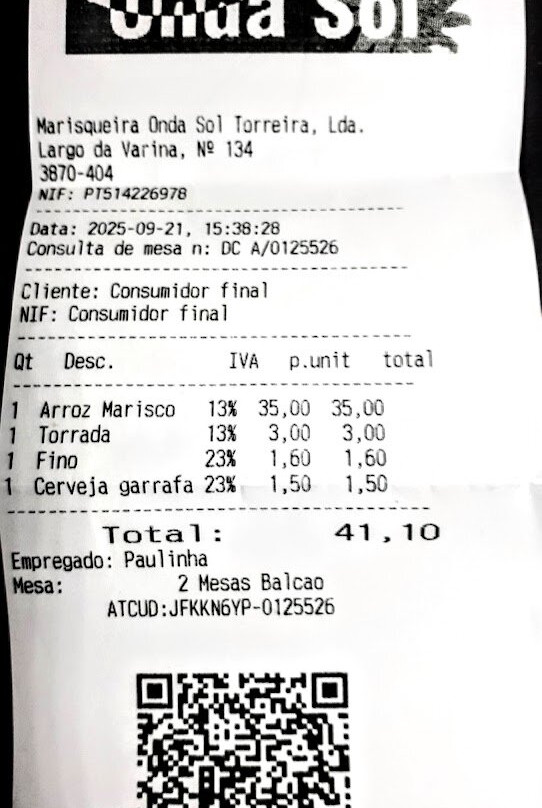 Onda Sol
Marisqueira Onda Sol Torreira, Lda.
Largo da Varina, Nº 134
3870-404
NIF: PT514226978
Data: 2025-09-21, 15:38:28
Consulta de mesa n: DC A/0125526
Cliente: Consumidor final
NIF: Consumidor final
Qt Desc. IVA p.unit total
1 Arroz Marisco 13% 35,00 35,00
1 Torrada 13% 3,00 3,00
1 Fino 23% 1,60 1,60
1 Cerveja garrafa 23% 1,50 1,50
Total: 41,10
Empregado: Paulinha
Mesa: 2 Mesas Balcao
ATCUD:JFKKN6YP-0125526